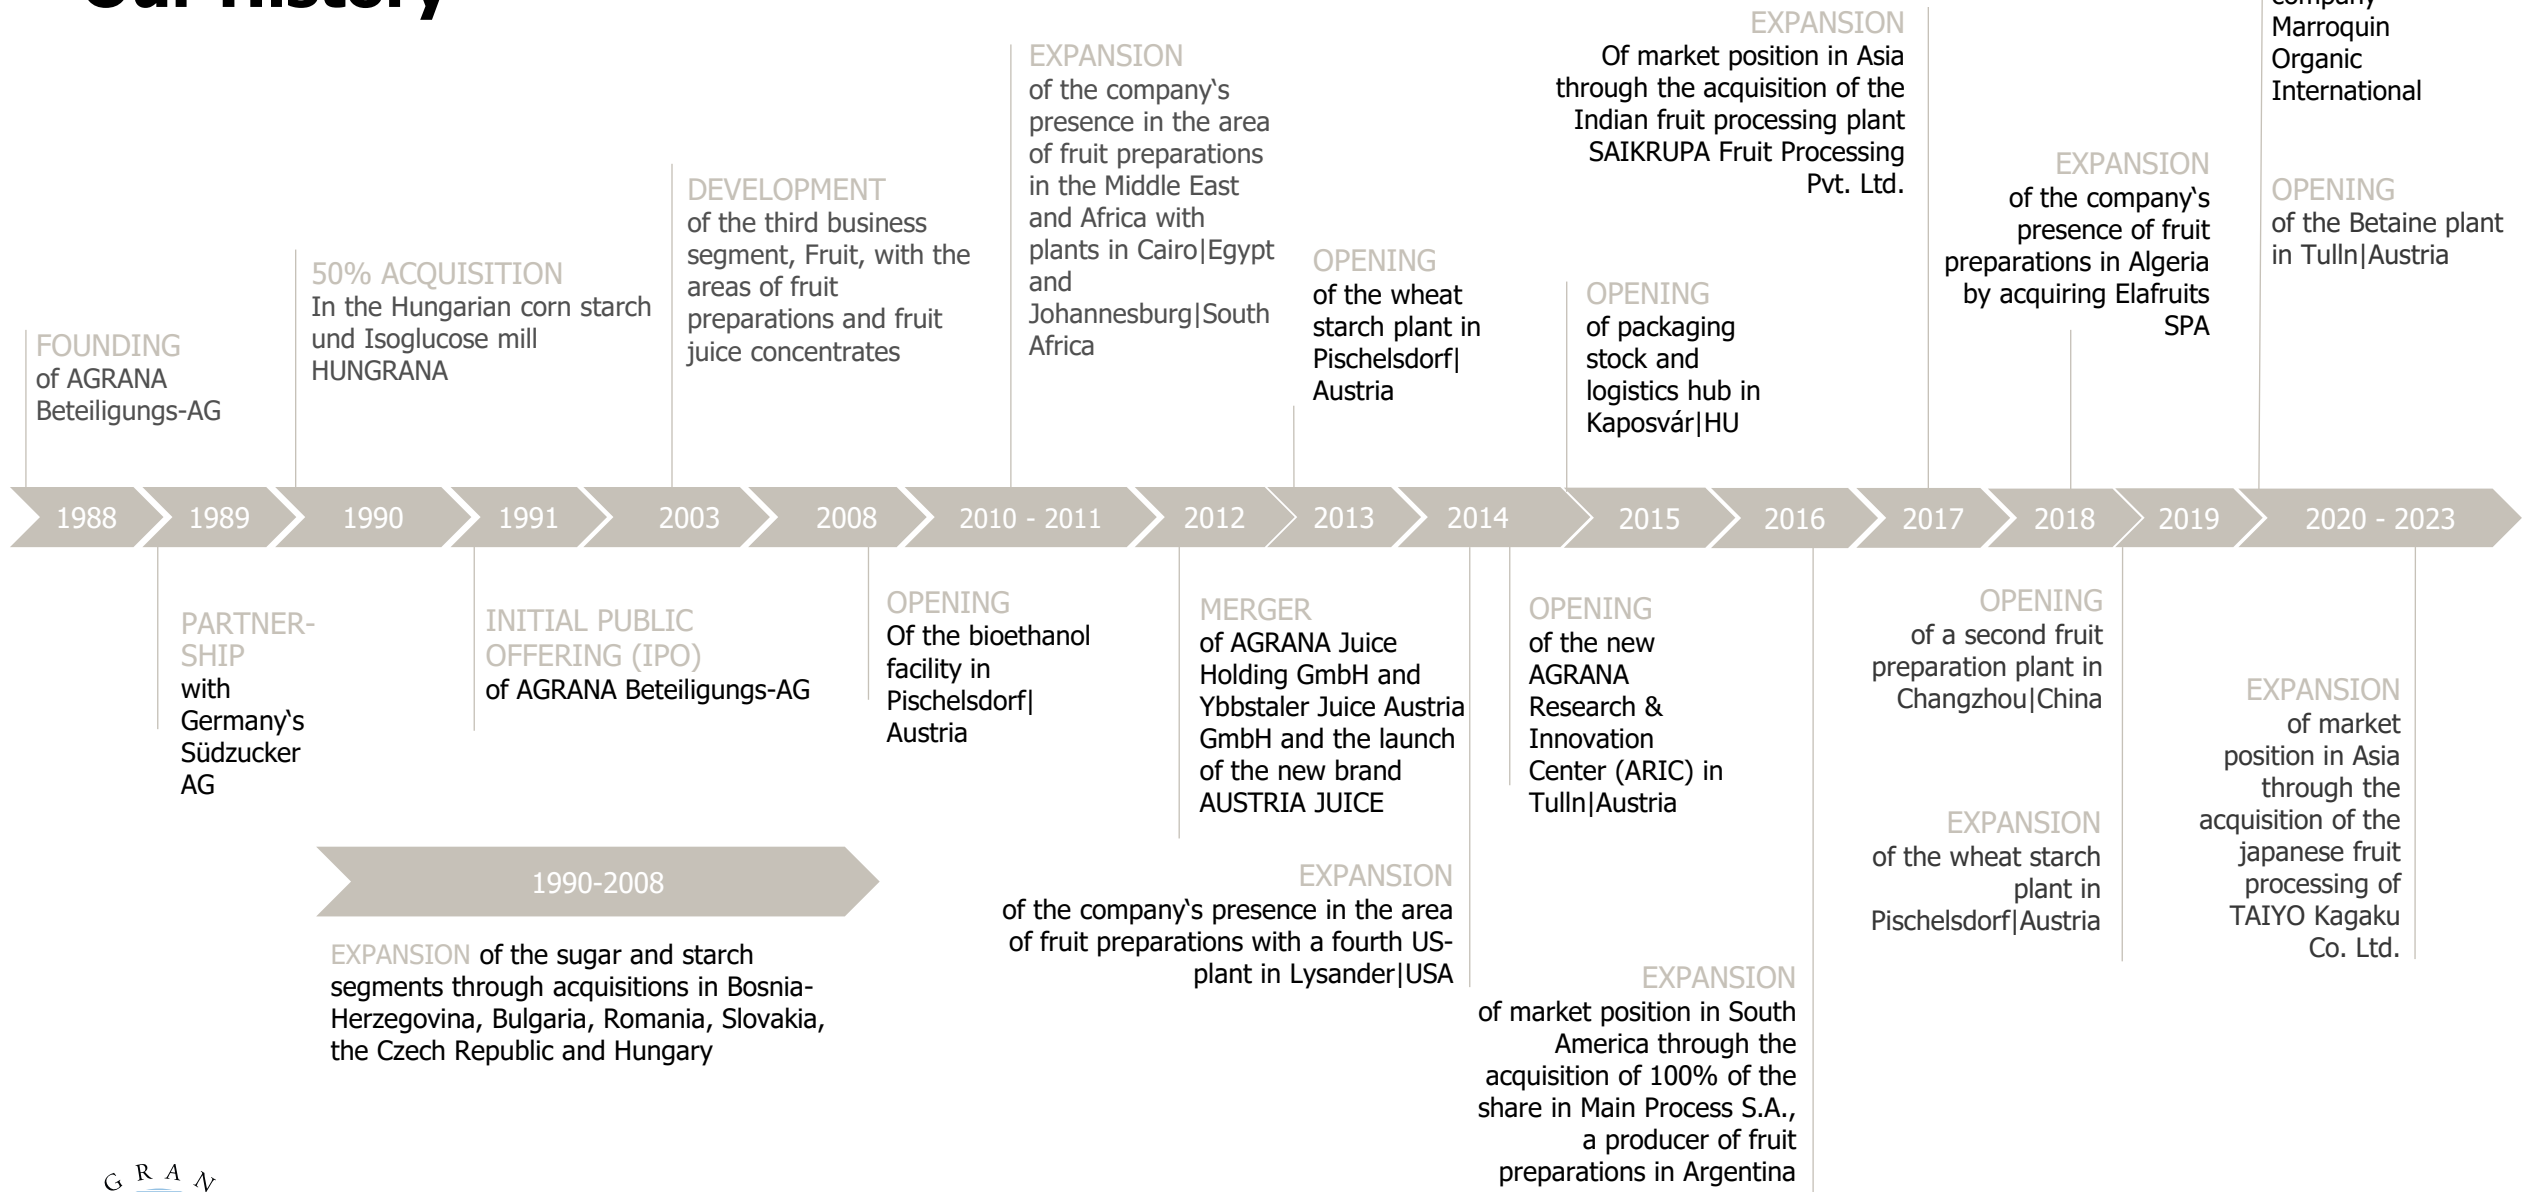 Our History
EXPANSION
Of market position in Asia
through the acquisition of the
Indian fruit processing plant
SAIKRUPA Fruit Processing
Pvt. Ltd.
company
Marroquin
Organic
International
EXPANSION
of the company‘s
presence in the area
of fruit preparations
in the Middle East
and Africa with
plants in Cairo|Egypt
and
Johannesburg|South
Africa
EXPANSION
of the company‘s
presence of fruit
preparations in Algeria
by acquiring Elafruits
SPA
OPENING
of the Betaine plant
in Tulln|Austria
DEVELOPMENT
of the third business
segment, Fruit, with the
areas of fruit
preparations and fruit
juice concentrates
50% ACQUISITION
In the Hungarian corn starch
und Isoglucose mill
HUNGRANA
OPENING
of the wheat
starch plant in
Pischelsdorf|
Austria
OPENING
of packaging
stock and
logistics hub in
Kaposvár|HU
FOUNDING
of AGRANA
Beteiligungs-AG
1988 1989 1990 1991 2003 2008 2010 - 2011 2012 2013 2014 2015 2016 2017 2018 2019 2020 - 2023
PARTNER-
SHIP
with
Germany‘s
Südzucker
AG
INITIAL PUBLIC
OFFERING (IPO)
of AGRANA Beteiligungs-AG
OPENING
Of the bioethanol
facility in
Pischelsdorf|
Austria
MERGER
of AGRANA Juice
Holding GmbH and
Ybbstaler Juice Austria
GmbH and the launch
of the new brand
AUSTRIA JUICE
OPENING
of the new
AGRANA
Research &
Innovation
Center (ARIC) in
Tulln|Austria
OPENING
of a second fruit
preparation plant in
Changzhou|China
EXPANSION
of the wheat starch
plant in
Pischelsdorf|Austria
EXPANSION
of market
position in Asia
through the
acquisition of the
japanese fruit
processing of
TAIYO Kagaku
Co. Ltd.
1990-2008
EXPANSION of the sugar and starch
segments through acquisitions in Bosnia-
Herzegovina, Bulgaria, Romania, Slovakia,
the Czech Republic and Hungary
EXPANSION
of the company‘s presence in the area
of fruit preparations with a fourth US-
plant in Lysander|USA
EXPANSION
of market position in South
America through the
acquisition of 100% of the
share in Main Process S.A.,
a producer of fruit
preparations in Argentina
GRAN